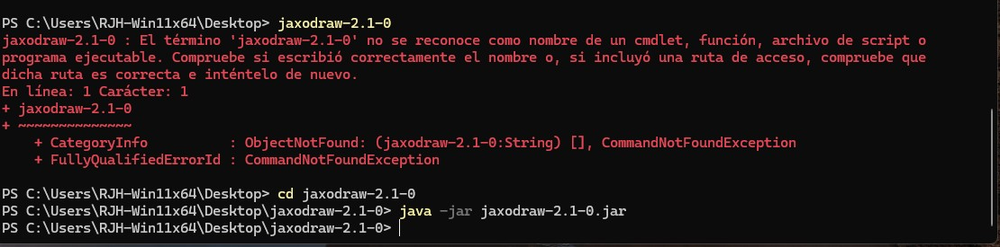 PS C:\Users\RJH-Win11x64\Desktop> jaxodraw-2.1-0
jaxodraw-2.1-0 : El término 'jaxodraw-2.1-0' no se reconoce como nombre de un cmdlet, función, archivo de script o
programa ejecutable. Compruebe si escribió correctamente el nombre o, si incluyó una ruta de acceso, compruebe que
dicha ruta es correcta e inténtelo de nuevo.
En línea: 1 Carácter: 1
+ jaxodraw-2.1-0
+ ~~~~~~~~~~~~~~
    + CategoryInfo          : ObjectNotFound: (jaxodraw-2.1-0:String) [], CommandNotFoundException
    + FullyQualifiedErrorId : CommandNotFoundException
PS C:\Users\RJH-Win11x64\Desktop> cd jaxodraw-2.1-0
PS C:\Users\RJH-Win11x64\Desktop\jaxodraw-2.1-0> java -jar jaxodraw-2.1-0.jar
PS C:\Users\RJH-Win11x64\Desktop\jaxodraw-2.1-0>